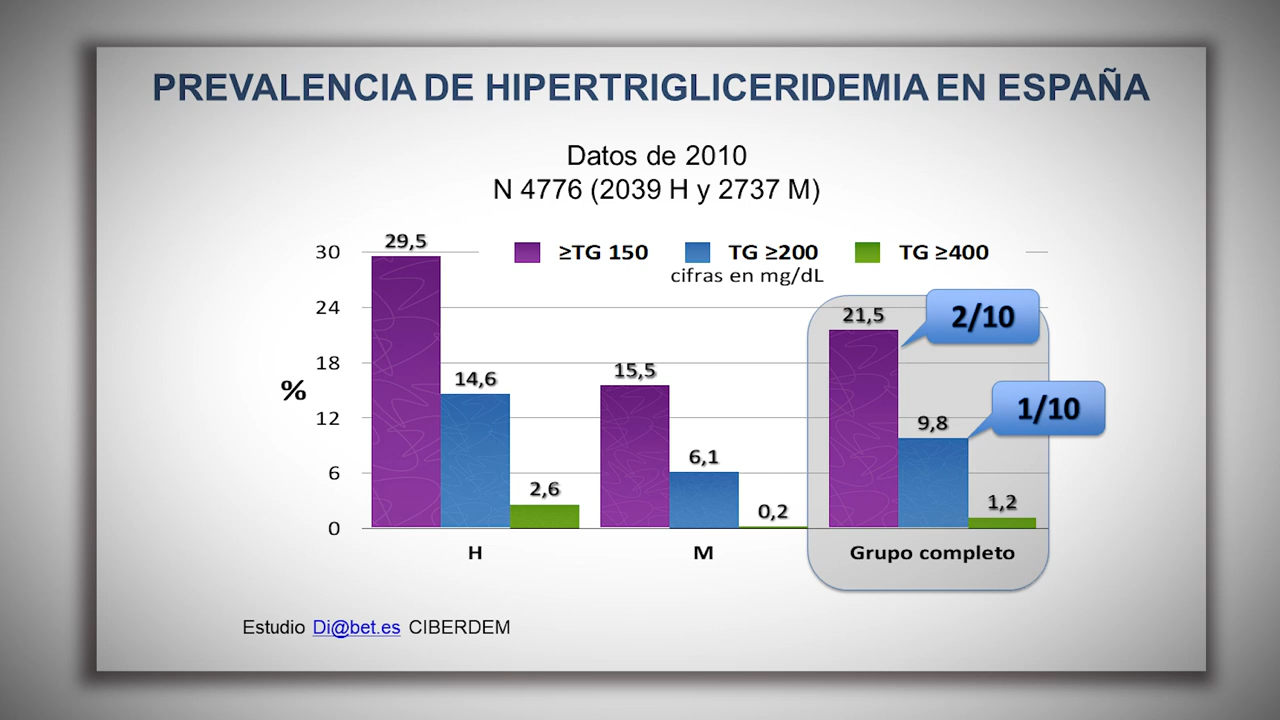 PREVALENCIA DE HIPERTRIGLICERIDEMIA EN ESPAÑA
Datos de 2010
N 4776 (2039 H y 2737 M)
≥TG 150 TG ≥200 TG ≥400
cifras en mg/dL
%
30
24
18
12
6
0
29,5
14,6
2,6
15,5
6,1
0,2
21,5
9,8
1,2
2/10
1/10
H M Grupo completo
Estudio Di@bet.es CIBERDEM